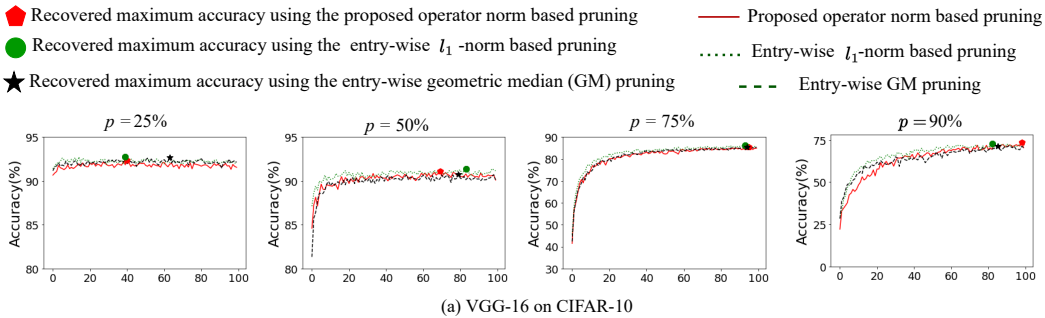 Recovered maximum accuracy using the proposed operator norm based pruning
Proposed operator norm based pruning
Recovered maximum accuracy using the entry-wise l₁ -norm based pruning
Entry-wise l₁-norm based pruning
Recovered maximum accuracy using the entry-wise geometric median (GM) pruning
Entry-wise GM pruning
p = 25%
p = 50%
p = 75%
p = 90%
Accuracy(%)
95
90
85
80
0 20 40 60 80 100
Accuracy(%)
95
90
85
80
0 20 40 60 80 100
Accuracy(%)
90
80
70
60
50
40
30
0 20 40 60 80 100
Accuracy(%)
75
50
25
0
0 20 40 60 80 100
(a) VGG-16 on CIFAR-10